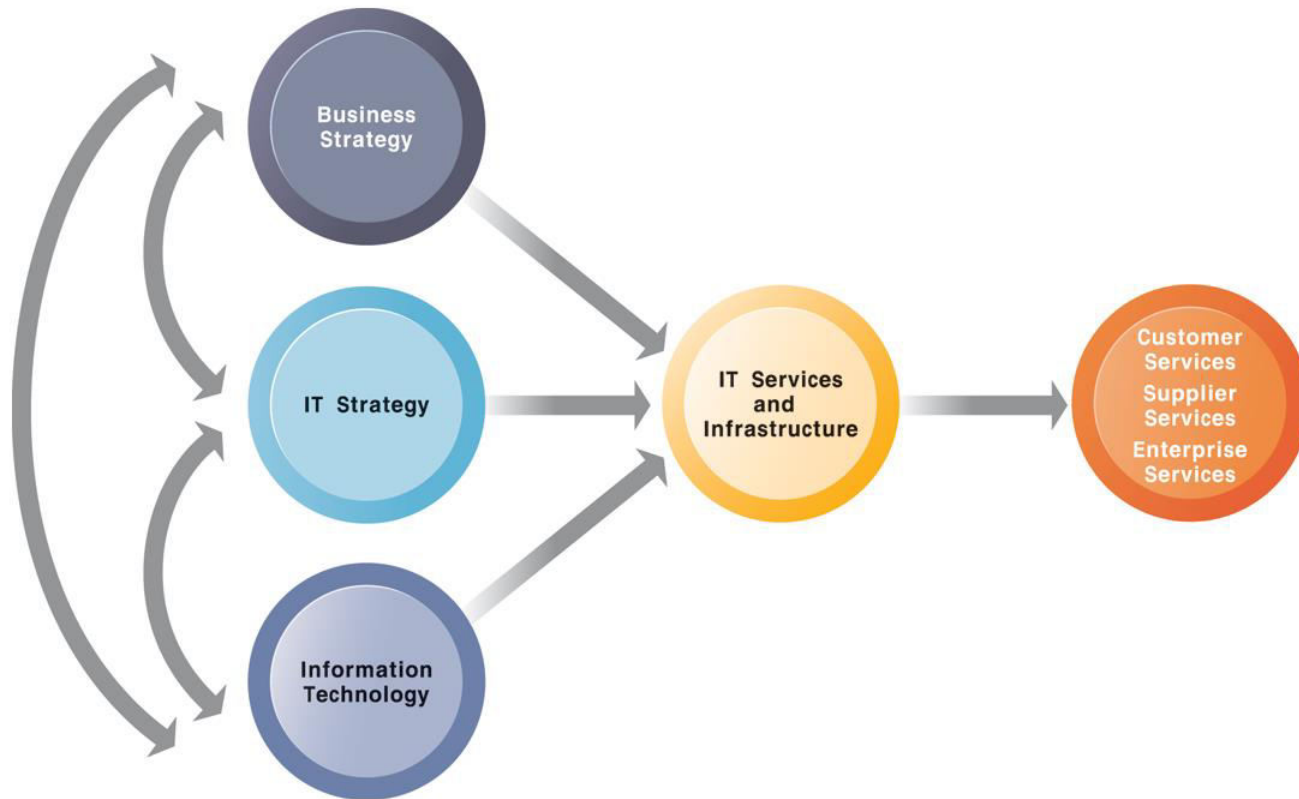 Business
Strategy
IT Strategy
Information
Technology
IT Services
and
Infrastructure
Customer
Services
Supplier
Services
Enterprise
Services